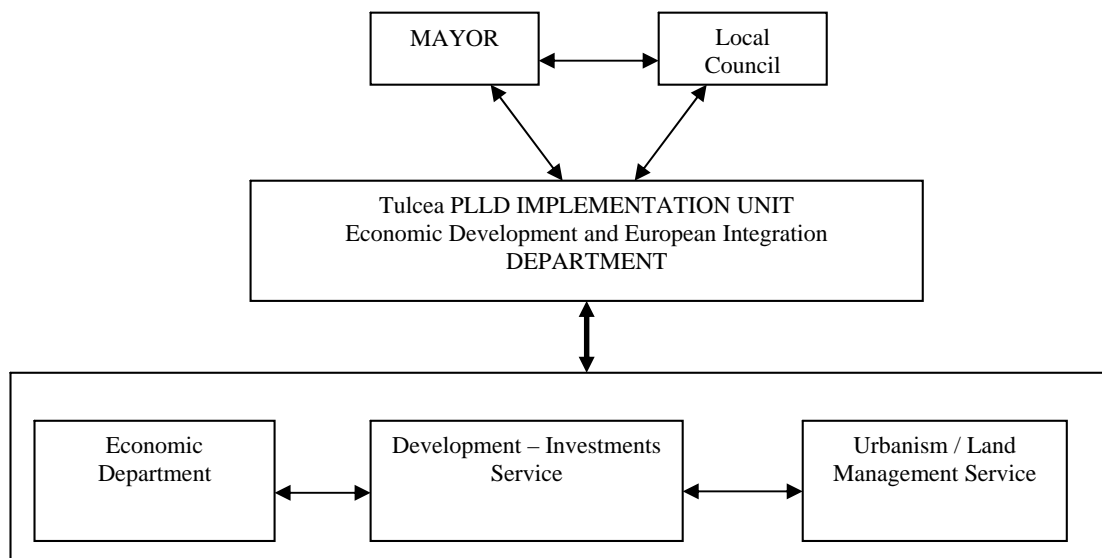 MAYOR
Local
Council
Tulcea PLLD IMPLEMENTATION UNIT
Economic Development and European Integration
DEPARTMENT
Economic
Department
Development – Investments
Service
Urbanism / Land
Management Service